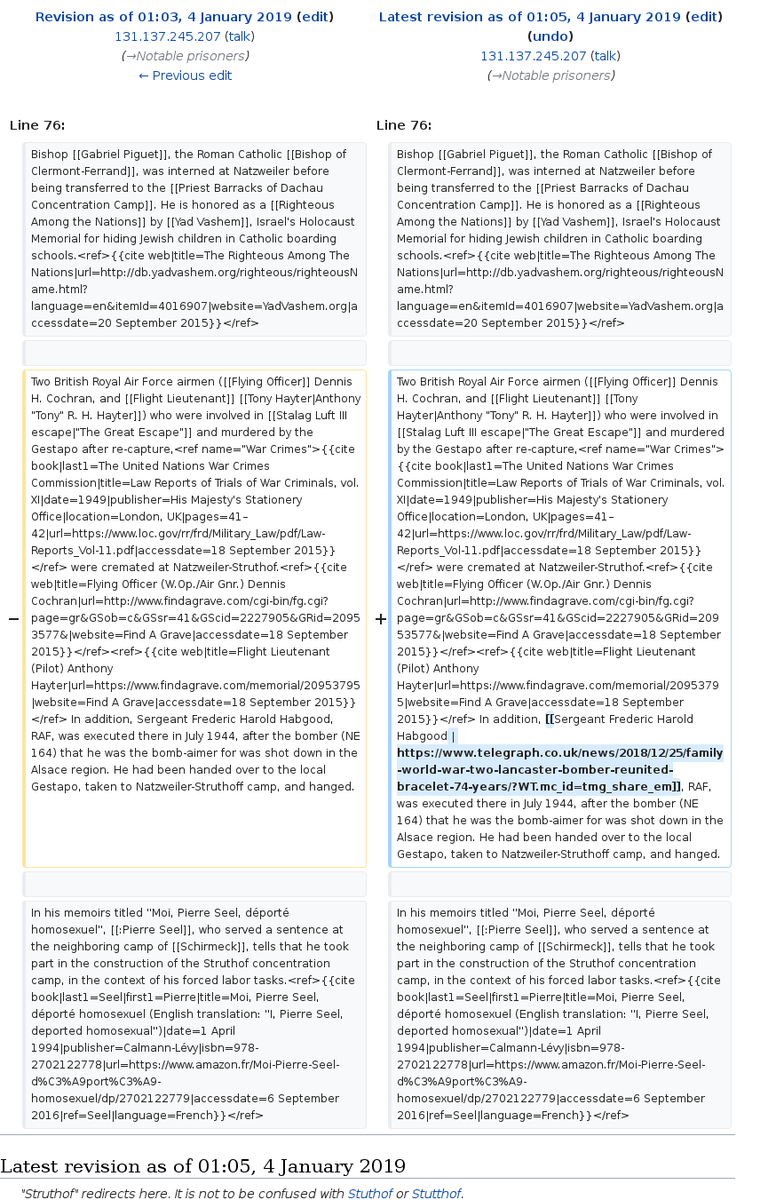 Revision as of 01:03, 4 January 2019 (edit)
131.137.245.207 (talk)
(→Notable prisoners)
← Previous edit
Latest revision as of 01:05, 4 January 2019 (edit)
(undo)
131.137.245.207 (talk)
(→Notable prisoners)
Line 76:
Bishop [[Gabriel Piguet]], the Roman Catholic [[Bishop of
Clermont-Ferrand]], was interned at Natzweiler before
being transferred to the [[Priest Barracks of Dachau
Concentration Camp]]. He is honored as a [[Righteous
Among the Nations]] by [[Yad Vashem]], Israel's Holocaust
Memorial for hiding Jewish children in Catholic boarding
schools.<ref>{{cite web|title=The Righteous Among The
Nations|url=http://db.yadvashem.org/righteous/righteousN
ame.html?
language=en&itemId=4016907|website=YadVashem.org|a
ccessdate=20 September 2015}}</ref>
−
Two British Royal Air Force airmen ([[Flying Officer]] Dennis
H. Cochran, and [[Flight Lieutenant]] [[Tony Hayter|Anthony
"Tony" R. H. Hayter]]) who were involved in [[Stalag Luft III
escape|"The Great Escape"]] and murdered by the
Gestapo after re-capture,<ref name="War Crimes">{{cite
book|last1=The United Nations War Crimes
Commission|title=Law Reports of Trials of War Criminals, vol.
XI|date=1949|publisher=His Majesty's Stationery
Office|location=London, UK|pages=41–
42|url=https://www.loc.gov/rr/frd/Military_Law/pdf/Law-
Reports_Vol-11.pdf|accessdate=18 September 2015}}
</ref> were cremated at Natzweiler-Struthof.<ref>{{cite
web|title=Flying Officer (W.Op./Air Gnr.) Dennis
Cochran|url=http://www.findagrave.com/cgi-bin/fg.cgi?
page=gr&GSob=c&GSsr=41&GScid=2227905&GRid=2095
3577&|website=Find A Grave|accessdate=18 September
2015}}</ref><ref>{{cite web|title=Flight Lieutenant
(Pilot) Anthony
Hayter|url=https://www.findagrave.com/memorial/20953795
|website=Find A Grave|accessdate=18 September 2015}}
</ref> In addition, Sergeant Frederic Harold Habgood,
RAF, was executed there in July 1944, after the bomber (NE
164) that he was the bomb-aimer for was shot down in the
Alsace region. He had been handed over to the local
Gestapo, taken to Natzweiler-Struthoff camp, and hanged.
In his memoirs titled ''Moi, Pierre Seel, déporté
homosexuel'', [[:Pierre Seel]], who served a sentence at
the neighboring camp of [[Schirmeck]], tells that he took
part in the construction of the Struthof concentration
camp, in the context of his forced labor tasks.<ref>{{cite
book|last1=Seel|first1=Pierre|title=Moi, Pierre Seel,
déporté homosexuel (English translation: ''I, Pierre Seel,
deported homosexual'')|date=1 April
1994|publisher=Calmann-Lévy|isbn=978-
2702122778|url=https://www.amazon.fr/Moi-Pierre-Seel-
d%C3%A9port%C3%A9-
homosexuel/dp/2702122779|accessdate=6 September
2016|ref=Seel|language=French}}</ref>
Line 76:
Bishop [[Gabriel Piguet]], the Roman Catholic [[Bishop of
Clermont-Ferrand]], was interned at Natzweiler before
being transferred to the [[Priest Barracks of Dachau
Concentration Camp]]. He is honored as a [[Righteous
Among the Nations]] by [[Yad Vashem]], Israel's Holocaust
Memorial for hiding Jewish children in Catholic boarding
schools.<ref>{{cite web|title=The Righteous Among The
Nations|url=http://db.yadvashem.org/righteous/righteousN
ame.html?
language=en&itemId=4016907|website=YadVashem.org|a
ccessdate=20 September 2015}}</ref>
+
Two British Royal Air Force airmen ([[Flying Officer]] Dennis
H. Cochran, and [[Flight Lieutenant]] [[Tony
Hayter|Anthony "Tony" R. H. Hayter]]) who were involved in
[[Stalag Luft III escape|"The Great Escape"]] and murdered
by the Gestapo after re-capture,<ref name="War Crimes">
{{cite book|last1=The United Nations War Crimes
Commission|title=Law Reports of Trials of War Criminals, vol.
XI|date=1949|publisher=His Majesty's Stationery
Office|location=London, UK|pages=41–
42|url=https://www.loc.gov/rr/frd/Military_Law/pdf/Law-
Reports_Vol-11.pdf|accessdate=18 September 2015}}
</ref> were cremated at Natzweiler-Struthof.<ref>{{cite
web|title=Flying Officer (W.Op./Air Gnr.) Dennis
Cochran|url=http://www.findagrave.com/cgi-bin/fg.cgi?
page=gr&GSob=c&GSsr=41&GScid=2227905&GRid=209
53577&|website=Find A Grave|accessdate=18 September
2015}}</ref><ref>{{cite web|title=Flight Lieutenant
(Pilot) Anthony
Hayter|url=https://www.findagrave.com/memorial/2095379
5|website=Find A Grave|accessdate=18 September
2015}}</ref> In addition, [[Sergeant Frederic Harold
Habgood |
https://www.telegraph.co.uk/news/2018/12/25/family
-world-war-two-lancaster-bomber-reunited-
bracelet-74-years/?WT.mc_id=tmg_share_em]], RAF,
was executed there in July 1944, after the bomber (NE
164) that he was the bomb-aimer for was shot down in the
Alsace region. He had been handed over to the local
Gestapo, taken to Natzweiler-Struthoff camp, and hanged.
In his memoirs titled ''Moi, Pierre Seel, déporté
homosexuel'', [[:Pierre Seel]], who served a sentence at
the neighboring camp of [[Schirmeck]], tells that he took
part in the construction of the Struthof concentration
camp, in the context of his forced labor tasks.<ref>{{cite
book|last1=Seel|first1=Pierre|title=Moi, Pierre Seel,
déporté homosexuel (English translation: ''I, Pierre Seel,
deported homosexual'')|date=1 April
1994|publisher=Calmann-Lévy|isbn=978-
2702122778|url=https://www.amazon.fr/Moi-Pierre-Seel-
d%C3%A9port%C3%A9-
homosexuel/dp/2702122779|accessdate=6 September
2016|ref=Seel|language=French}}</ref>
Latest revision as of 01:05, 4 January 2019
"Struthof" redirects here. It is not to be confused with Stuthof or Stutthof.